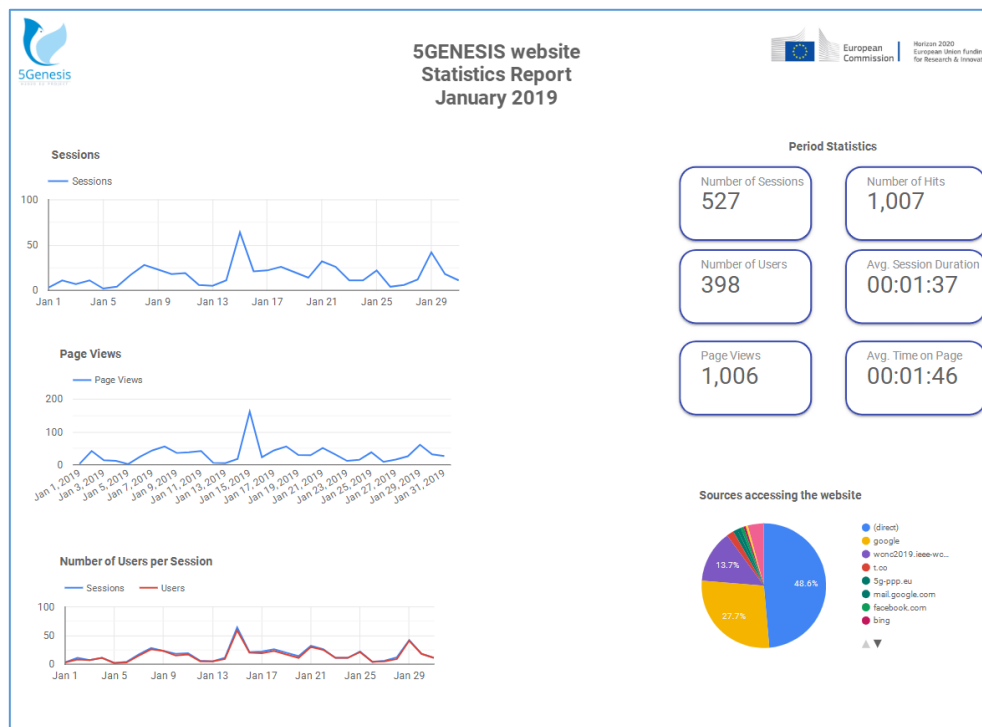 5GENESIS website
Statistics Report
January 2019
5Genesis
European
Commission
Horizon 2020
European Union fundin
for Research & Innovat
Sessions
Sessions
100
50
0
Jan 1 Jan 5 Jan 9 Jan 13 Jan 17 Jan 21 Jan 25 Jan 29
Page Views
Page Views
200
100
0
Jan 1, 2019 Jan 3, 2019 Jan 5, 2019 Jan 7, 2019 Jan 9, 2019 Jan 11, 2019 Jan 13, 2019 Jan 15, 2019 Jan 17, 2019 Jan 19, 2019 Jan 21, 2019 Jan 23, 2019 Jan 25, 2019 Jan 27, 2019 Jan 29, 2019 Jan 31, 2019
Number of Users per Session
Sessions Users
100
50
0
Jan 1 Jan 5 Jan 9 Jan 13 Jan 17 Jan 21 Jan 25 Jan 29
Period Statistics
Number of Sessions
527
Number of Hits
1,007
Number of Users
398
Avg. Session Duration
00:01:37
Page Views
1,006
Avg. Time on Page
00:01:46
Sources accessing the website
48.6%
27.7%
13.7%
(direct)
google
wcnc2019.ieee-wc...
t.co
5g-ppp.eu
mail.google.com
facebook.com
bing